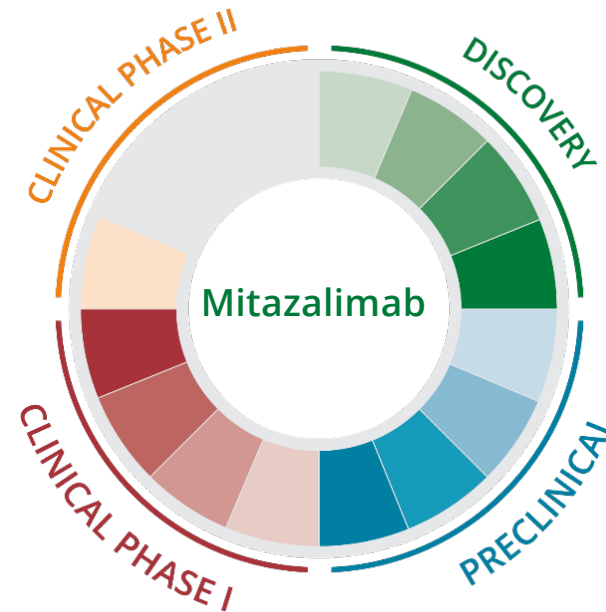 CLINICAL PHASE II
DISCOVERY
Mitazalimab
CLINICAL PHASE I
PRECLINICAL